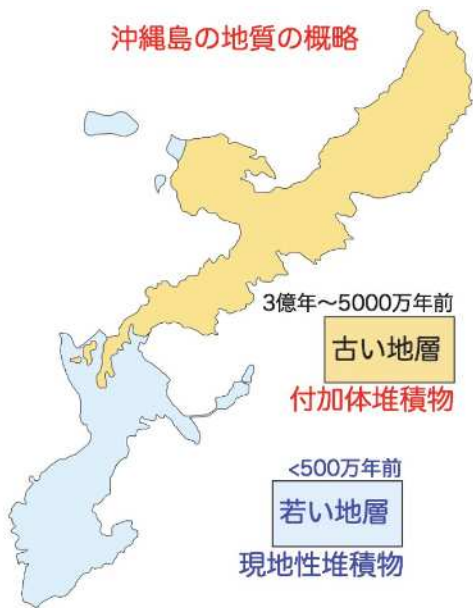 沖縄島の地質の概略
3億年～5000万年前
古い地層
付加体堆積物
<500万年前
若い地層
現地性堆積物